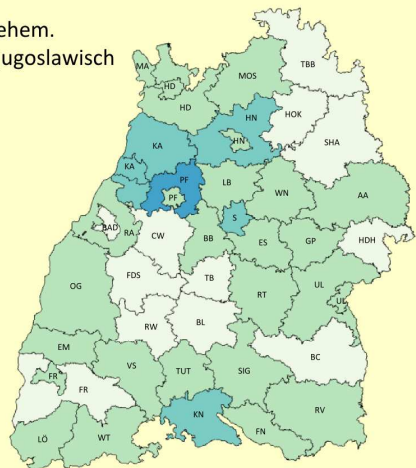 ehem.
ugoslawisch
TBB
MA
HD
MOS
HD
HOK
HN
KA
SHA
HN
KA
PF
LB
PF
WN
AA
S
BAD
RA
CW
BB
ES
GP
HDH
FDS
TB
OG
RT
UL
UL
RW
BL
EM
BC
VS
FR
TUT
SIG
FR
KN
RV
FN
LÖ
WT